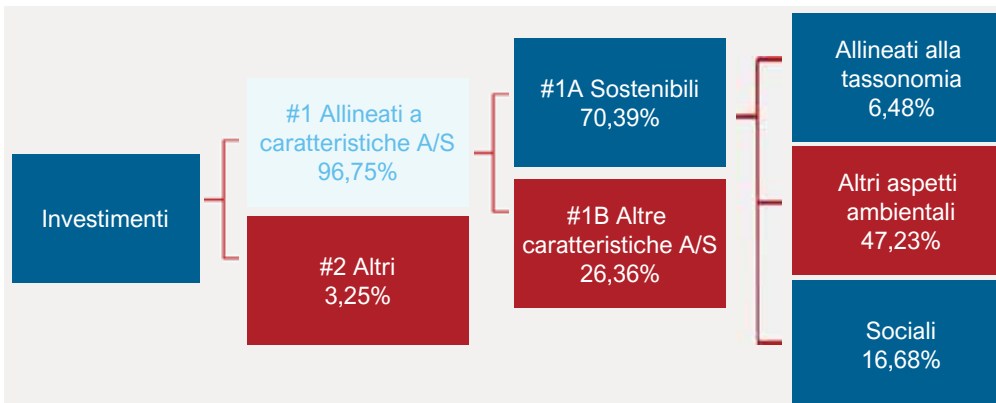 Investimenti
#1 Allineati a
caratteristiche A/S
96,75%
#2 Altri
3,25%
#1A Sostenibili
70,39%
#1B Altre
caratteristiche A/S
26,36%
Allineati alla
tassonomia
6,48%
Altri aspetti
ambientali
47,23%
Sociali
16,68%